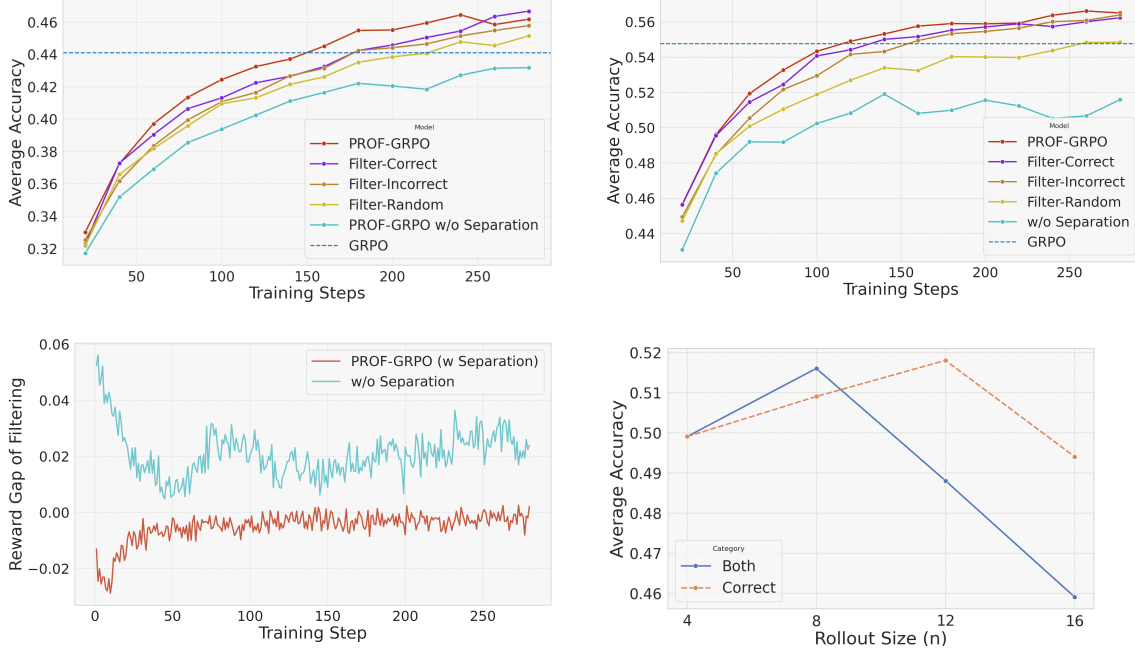 0.46
0.44
0.42
0.40
0.38
0.36
0.34
0.32
Average Accuracy
Model
PROF-GRPO
Filter-Correct
Filter-Incorrect
Filter-Random
PROF-GRPO w/o Separation
GRPO
50
100
150
200
250
Training Steps
0.56
0.54
0.52
0.50
0.48
0.46
0.44
Average Accuracy
Model
PROF-GRPO
Filter-Correct
Filter-Incorrect
Filter-Random
w/o Separation
GRPO
50
100
150
200
250
Training Steps
0.06
0.04
0.02
0.00
−0.02
Reward Gap of Filtering
PROF-GRPO (w Separation)
w/o Separation
0
50
100
150
200
250
Training Step
0.52
0.51
0.50
0.49
0.48
0.47
0.46
Average Accuracy
Category
Both
Correct
4
8
12
16
Rollout Size (n)